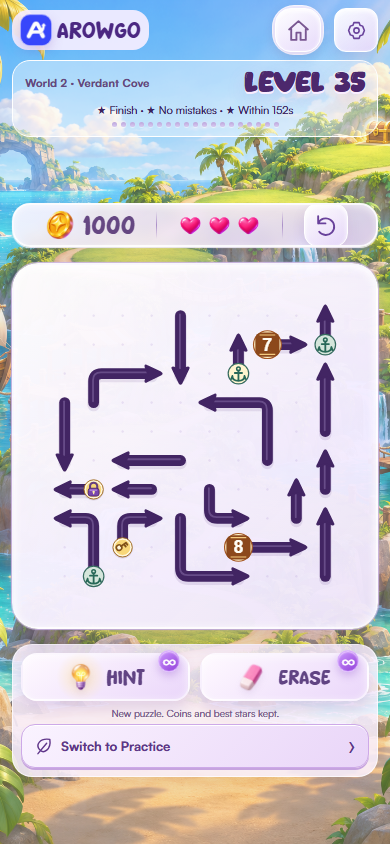 AROWGO
World 2 · Verdant Cove
LEVEL 35
★ Finish · ★ No mistakes · ★ Within 152s
1000
7
8
HINT
∞
ERASE
∞
New puzzle. Coins and best stars kept.
Switch to Practice